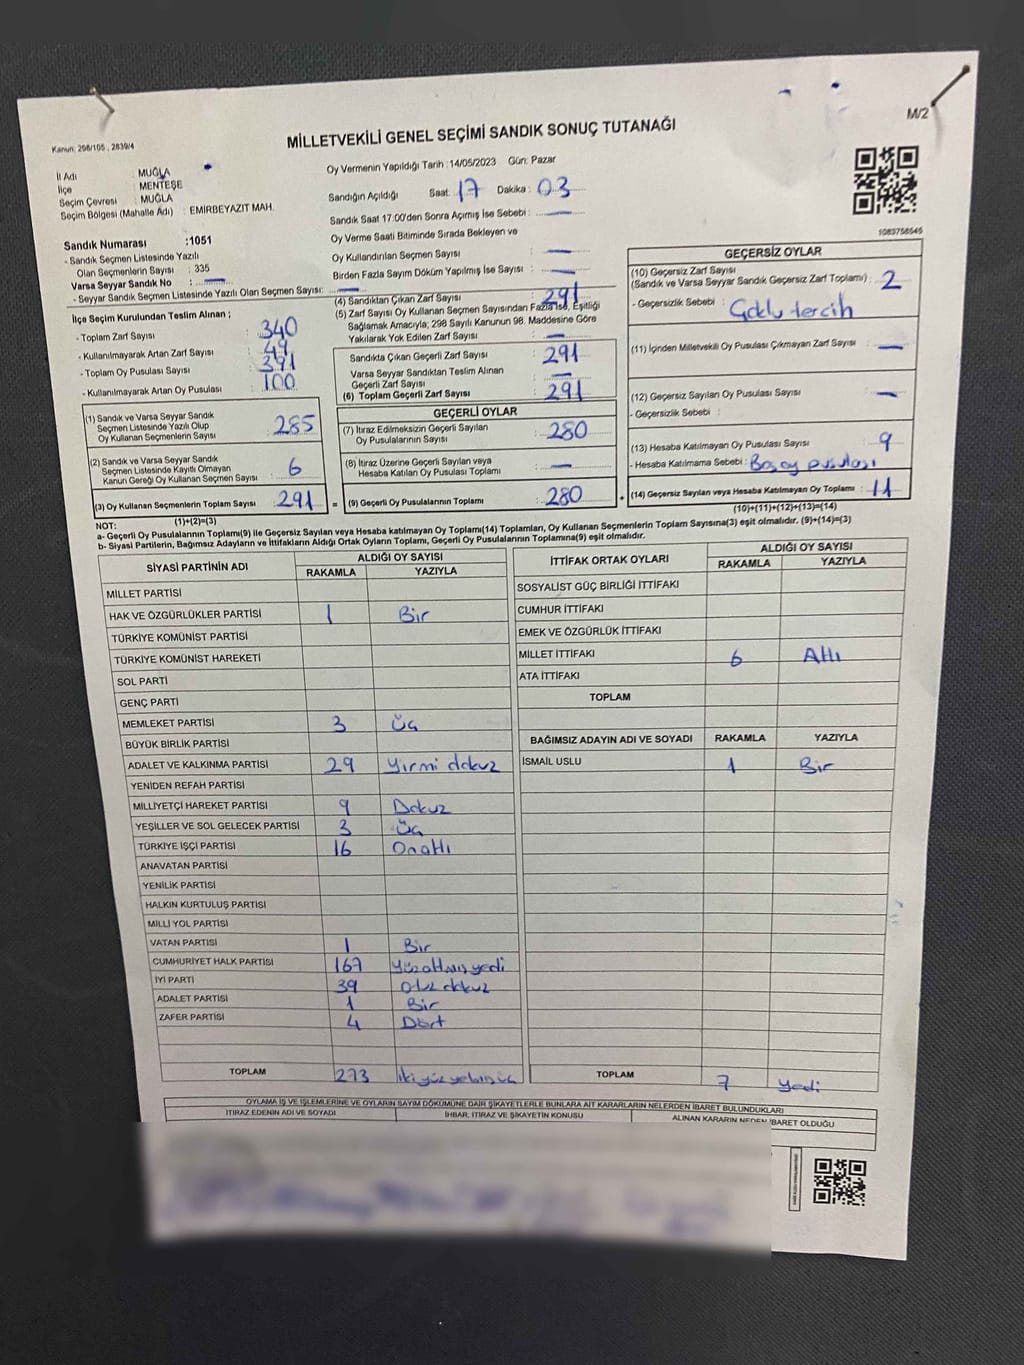 Kanun: 298/105 , 2839/4
M/2
MİLLETVEKİLİ GENEL SEÇİMİ SANDIK SONUÇ TUTANAĞI
İl Adı : MUĞLA
İlçe : MENTEŞE
Seçim Çevresi : MUĞLA
Seçim Bölgesi (Mahalle Adı) : EMİRBEYAZIT MAH.
Oy Vermenin Yapıldığı Tarih :14/05/2023 Gün: Pazar
Sandığın Açıldığı Saat: 17 Dakika : 03
Sandık Saat 17:00'den Sonra Açılmış İse Sebebi : —
Oy Verme Saati Bitiminde Sırada Bekleyen ve
Oy Kullandırılan Seçmen Sayısı —
Birden Fazla Sayım Döküm Yapılmış İse Sayısı : —
1083758545
Sandık Numarası :1051
- Sandık Seçmen Listesinde Yazılı
Olan Seçmenlerin Sayısı : 335
Varsa Seyyar Sandık No : —
- Seyyar Sandık Seçmen Listesinde Yazılı Olan Seçmen Sayısı: —
İlçe Seçim Kurulundan Teslim Alınan ;
- Toplam Zarf Sayısı 340
- Kullanılmayarak Artan Zarf Sayısı 49
- Toplam Oy Pusulası Sayısı 391
- Kullanılmayarak Artan Oy Pusulası 100
(1) Sandık ve Varsa Seyyar Sandık
Seçmen Listesinde Yazılı Olup
Oy Kullanan Seçmenlerin Sayısı 285
(2) Sandık ve Varsa Seyyar Sandık
Seçmen Listesinde Kayıtlı Olmayan
Kanun Gereği Oy Kullanan Seçmen Sayısı : 6
(3) Oy Kullanan Seçmenlerin Toplam Sayısı 291
(1)+(2)=(3)
(4) Sandıktan Çıkan Zarf Sayısı 291
(5) Zarf Sayısı Oy Kullanan Seçmen Sayısından Fazla ise, Eşitliği
Sağlamak Amacıyla; 298 Sayılı Kanunun 98. Maddesine Göre
Yakılarak Yok Edilen Zarf Sayısı —
Sandıkta Çıkan Geçerli Zarf Sayısı 291
Varsa Seyyar Sandıktan Teslim Alınan
Geçerli Zarf Sayısı —
(6) Toplam Geçerli Zarf Sayısı : 291
GEÇERLİ OYLAR
(7) İtiraz Edilmeksizin Geçerli Sayılan
Oy Pusulalarının Sayısı 280
(8) İtiraz Üzerine Geçerli Sayılan veya
Hesaba Katılan Oy Pusulası Toplamı —
= (9) Geçerli Oy Pusulalarının Toplamı 280 +
GEÇERSİZ OYLAR
(10) Geçersiz Zarf Sayısı
(Sandık ve Varsa Seyyar Sandık Geçersiz Zarf Toplamı) : 2
- Geçersizlik Sebebi : Çoklu tercih
(11) İçinden Milletvekili Oy Pusulası Çıkmayan Zarf Sayısı : —
(12) Geçersiz Sayılan Oy Pusulası Sayısı : —
- Geçersizlik Sebebi :
(13) Hesaba Katılmayan Oy Pusulası Sayısı : 9
- Hesaba Katılmama Sebebi : Boş oy pusulası
(14) Geçersiz Sayılan veya Hesaba Katılmayan Oy Toplamı : 11
(10)+(11)+(12)+(13)=(14)
NOT:
a- Geçerli Oy Pusulalarının Toplamı(9) ile Geçersiz Sayılan veya Hesaba katılmayan Oy Toplamı(14) Toplamları, Oy Kullanan Seçmenlerin Toplam Sayısına(3) eşit olmalıdır. (9)+(14)=(3)
b- Siyasi Partilerin, Bağımsız Adayların ve İttifakların Aldığı Ortak Oyların Toplamı, Geçerli Oy Pusulalarının Toplamına(9) eşit olmalıdır.
SİYASİ PARTİNİN ADI ALDIĞI OY SAYISI
RAKAMLA YAZIYLA
MİLLET PARTİSİ
HAK VE ÖZGÜRLÜKLER PARTİSİ 1 Bir
TÜRKİYE KOMÜNİST PARTİSİ
TÜRKİYE KOMÜNİST HAREKETİ
SOL PARTİ
GENÇ PARTİ
MEMLEKET PARTİSİ 3 Üç
BÜYÜK BİRLİK PARTİSİ
ADALET VE KALKINMA PARTİSİ 29 Yirmi dokuz
YENİDEN REFAH PARTİSİ
MİLLİYETÇİ HAREKET PARTİSİ 9 Dokuz
YEŞİLLER VE SOL GELECEK PARTİSİ 3 Üç
TÜRKİYE İŞÇİ PARTİSİ 16 Onaltı
ANAVATAN PARTİSİ
YENİLİK PARTİSİ
HALKIN KURTULUŞ PARTİSİ
MİLLİ YOL PARTİSİ
VATAN PARTİSİ 1 Bir
CUMHURİYET HALK PARTİSİ 167 Yüzaltmış yedi
İYİ PARTİ 39 Otuz dokuz
ADALET PARTİSİ 1 Bir
ZAFER PARTİSİ 4 Dört
TOPLAM 273 ikiyüz yetmiş üç
İTTİFAK ORTAK OYLARI ALDIĞI OY SAYISI
RAKAMLA YAZIYLA
SOSYALİST GÜÇ BİRLİĞİ İTTİFAKI
CUMHUR İTTİFAKI
EMEK VE ÖZGÜRLÜK İTTİFAKI
MİLLET İTTİFAKI 6 Altı
ATA İTTİFAKI
TOPLAM
BAĞIMSIZ ADAYIN ADI VE SOYADI RAKAMLA YAZIYLA
İSMAİL USLU 1 Bir
TOPLAM 7 yedi
OYLAMA İŞ VE İŞLEMLERİNE VE OYLARIN SAYIM DÖKÜMÜNE DAİR ŞİKAYETLERLE BUNLARA AİT KARARLARIN NELERDEN İBARET BULUNDUKLARI
İTİRAZ EDENİN ADI VE SOYADI İHBAR, İTİRAZ VE ŞİKAYETİN KONUSU ALINAN KARARIN NEDEN İBARET OLDUĞU